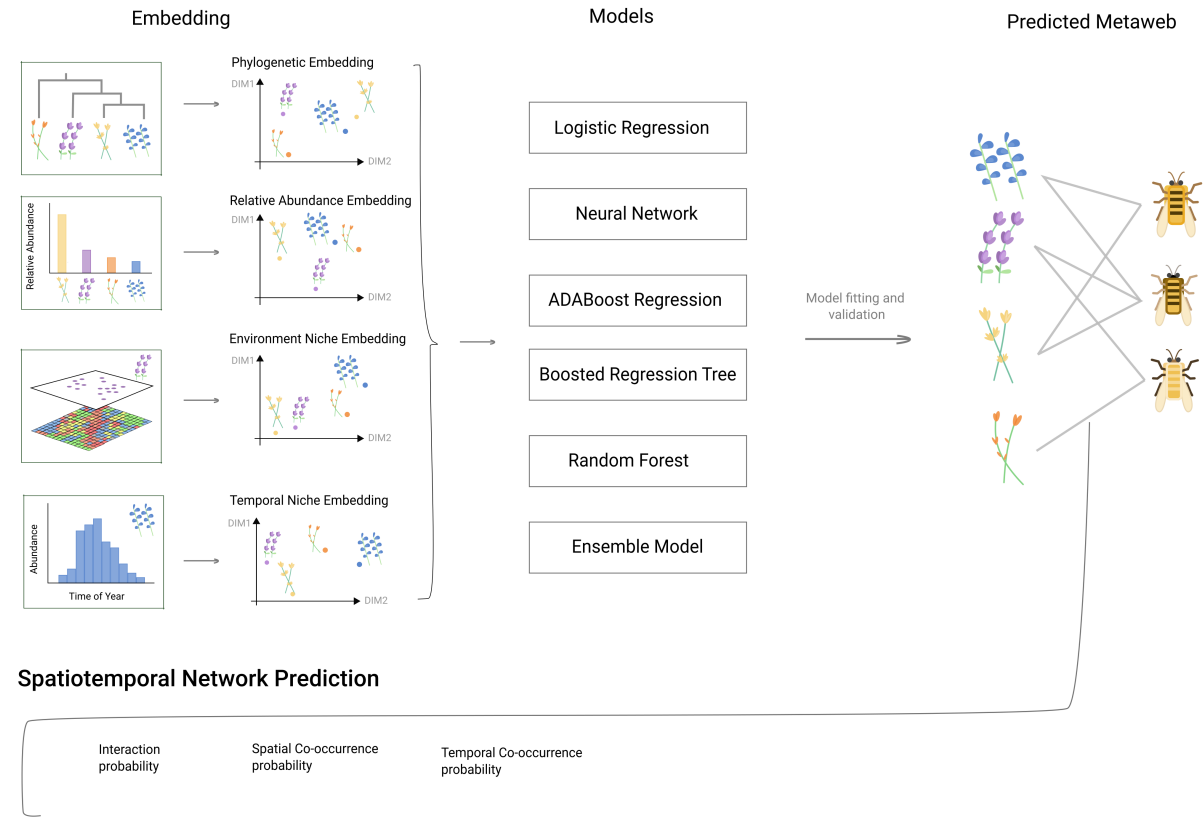 Embedding
Models
Predicted Metaweb
Phylogenetic Embedding
DIM1
DIM2
Relative Abundance
Relative Abundance Embedding
DIM1
DIM2
Environment Niche Embedding
DIM1
DIM2
Abundance
Time of Year
Temporal Niche Embedding
DIM1
DIM2
Logistic Regression
Neural Network
ADABoost Regression
Boosted Regression Tree
Random Forest
Ensemble Model
Model fitting and
validation
Spatiotemporal Network Prediction
Interaction
probability
Spatial Co-occurrence
probability
Temporal Co-occurrence
probability